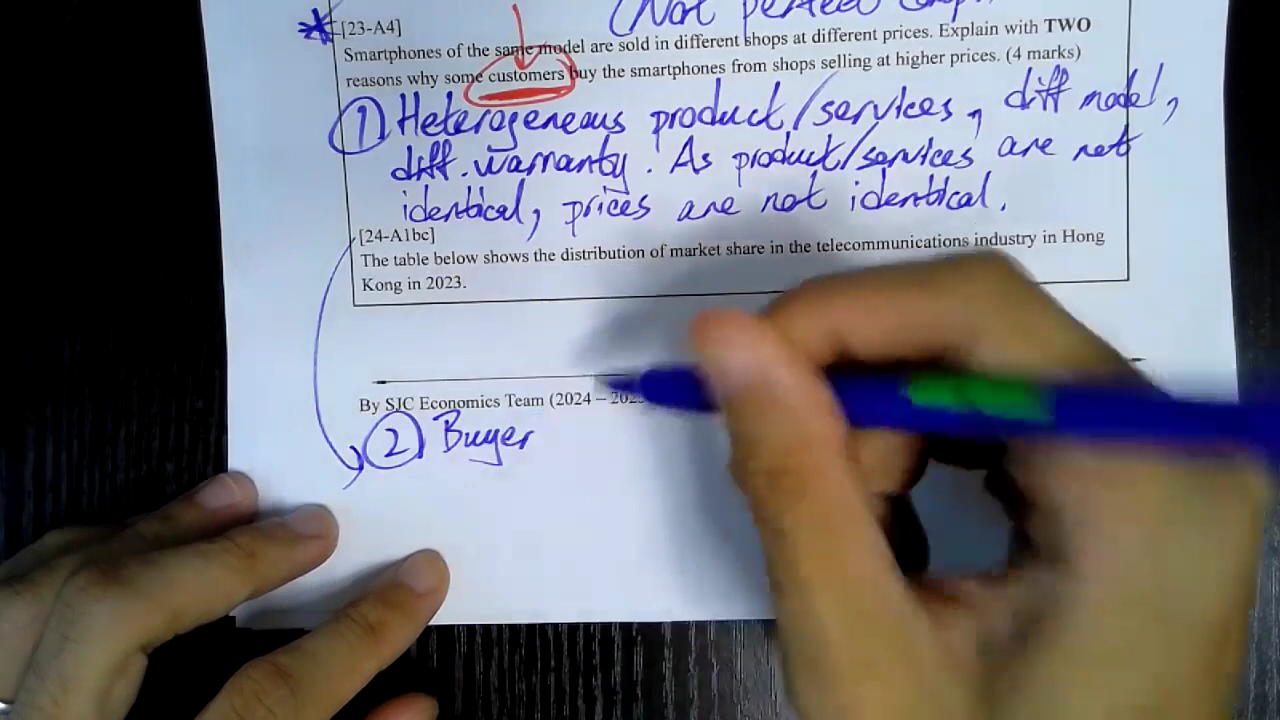 (Not perfect
[23-A4]
Smartphones of the same model are sold in different shops at different prices. Explain with TWO
reasons why some customers buy the smartphones from shops selling at higher prices. (4 marks)
① Heterogeneous product/services, diff model,
diff. warranty. As product/services are not
identical, prices are not identical.
[24-A1bc]
The table below shows the distribution of market share in the telecommunications industry in Hong
Kong in 2023.
By SJC Economics Team (2024 –
② Buyer